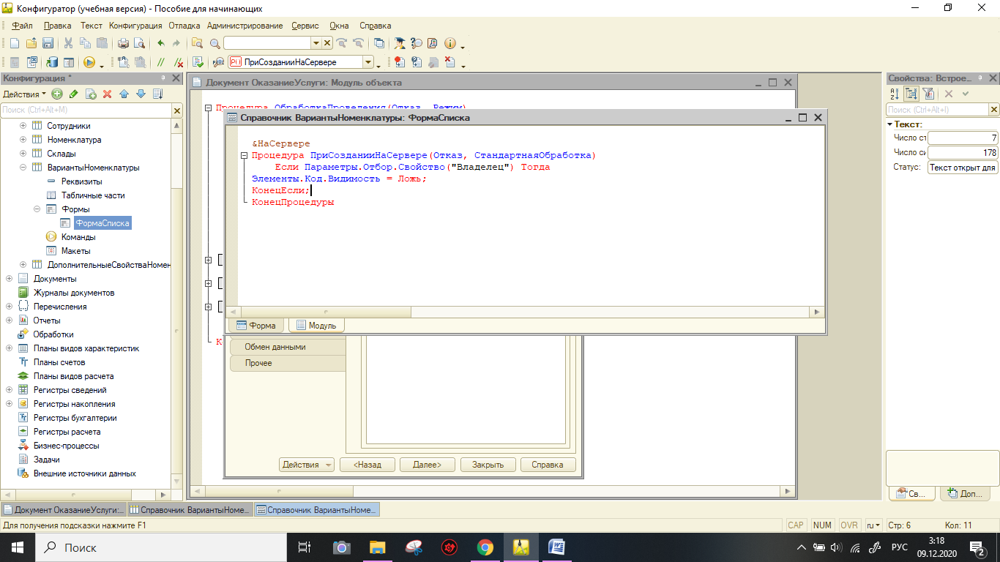 Конфигуратор (учебная версия) - Пособие для начинающих
Файл Правка Текст Конфигурация Отладка Администрирование Сервис Окна Справка
ПриСозданииНаСервере
Конфигурация *
Действия
Поиск (Ctrl+Alt+M)
Сотрудники
Номенклатура
Склады
ВариантыНоменклатуры
Реквизиты
Табличные части
Формы
ФормаСписка
Команды
Макеты
ДополнительныеСвойстваНомен
Документы
Журналы документов
Перечисления
Отчеты
Обработки
Планы видов характеристик
Планы счетов
Планы видов расчета
Регистры сведений
Регистры накопления
Регистры бухгалтерии
Регистры расчета
Бизнес-процессы
Задачи
Внешние источники данных
Документ ОказаниеУслуги: Модуль объекта
Процедура ОбработкаПроведения(Отказ, Режим)
Справочник ВариантыНоменклатуры: ФормаСписка
&НаСервере
Процедура ПриСозданииНаСервере(Отказ, СтандартнаяОбработка)
Если Параметры.Отбор.Свойство("Владелец") Тогда
Элементы.Код.Видимость = Ложь;
КонецЕсли;
КонецПроцедуры
Форма Модуль
К
Обмен данными
Прочее
Действия <Назад Далее> Закрыть Справка
Свойства: Встрое...
Поиск (Ctrl+Alt+I)
Текст:
Число ст 7
Число си 178
Статус: Текст открыт для
Св... Доп...
Документ ОказаниеУслуги:... Справочник ВариантыНоме... Справочник ВариантыНоме...
Для получения подсказки нажмите F1 CAP NUM OVR ru Стр: 6 Кол: 11
Поиск РУС 3:18
09.12.2020 2